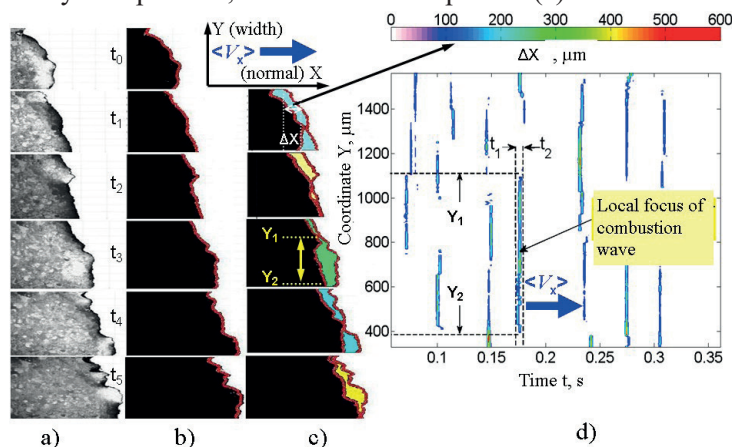 Y (width)
<Vx>
(normal) X
0 100 200 300 400 500 600
ΔX , μm
t0
t1
t2
t3
t4
t5
ΔX
Y1
Y2
Coordinate Y, μm
1400
1200
1000
800
600
400
t1 t2
Y1
Y2
Local focus of
combustion
wave
<Vx>
0.1 0.15 0.2 0.25 0.3 0.35
Time t, s
a) b) c) d)